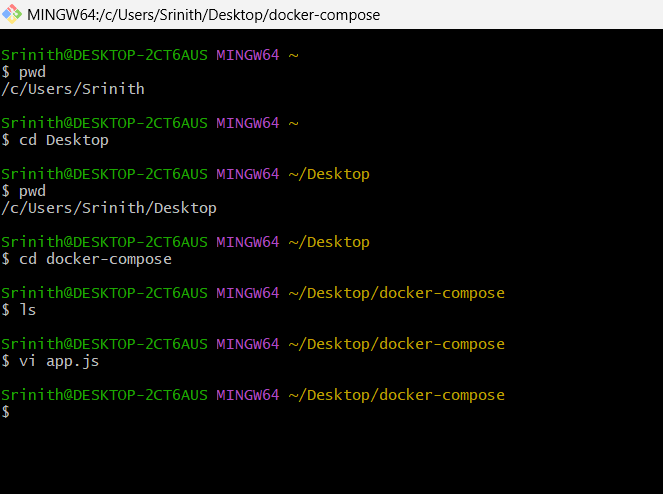 MINGW64:/c/Users/Srinith/Desktop/docker-compose
Srinith@DESKTOP-2CT6AUS MINGW64 ~
$ pwd
/c/Users/Srinith
Srinith@DESKTOP-2CT6AUS MINGW64 ~
$ cd Desktop
Srinith@DESKTOP-2CT6AUS MINGW64 ~/Desktop
$ pwd
/c/Users/Srinith/Desktop
Srinith@DESKTOP-2CT6AUS MINGW64 ~/Desktop
$ cd docker-compose
Srinith@DESKTOP-2CT6AUS MINGW64 ~/Desktop/docker-compose
$ ls
Srinith@DESKTOP-2CT6AUS MINGW64 ~/Desktop/docker-compose
$ vi app.js
Srinith@DESKTOP-2CT6AUS MINGW64 ~/Desktop/docker-compose
$